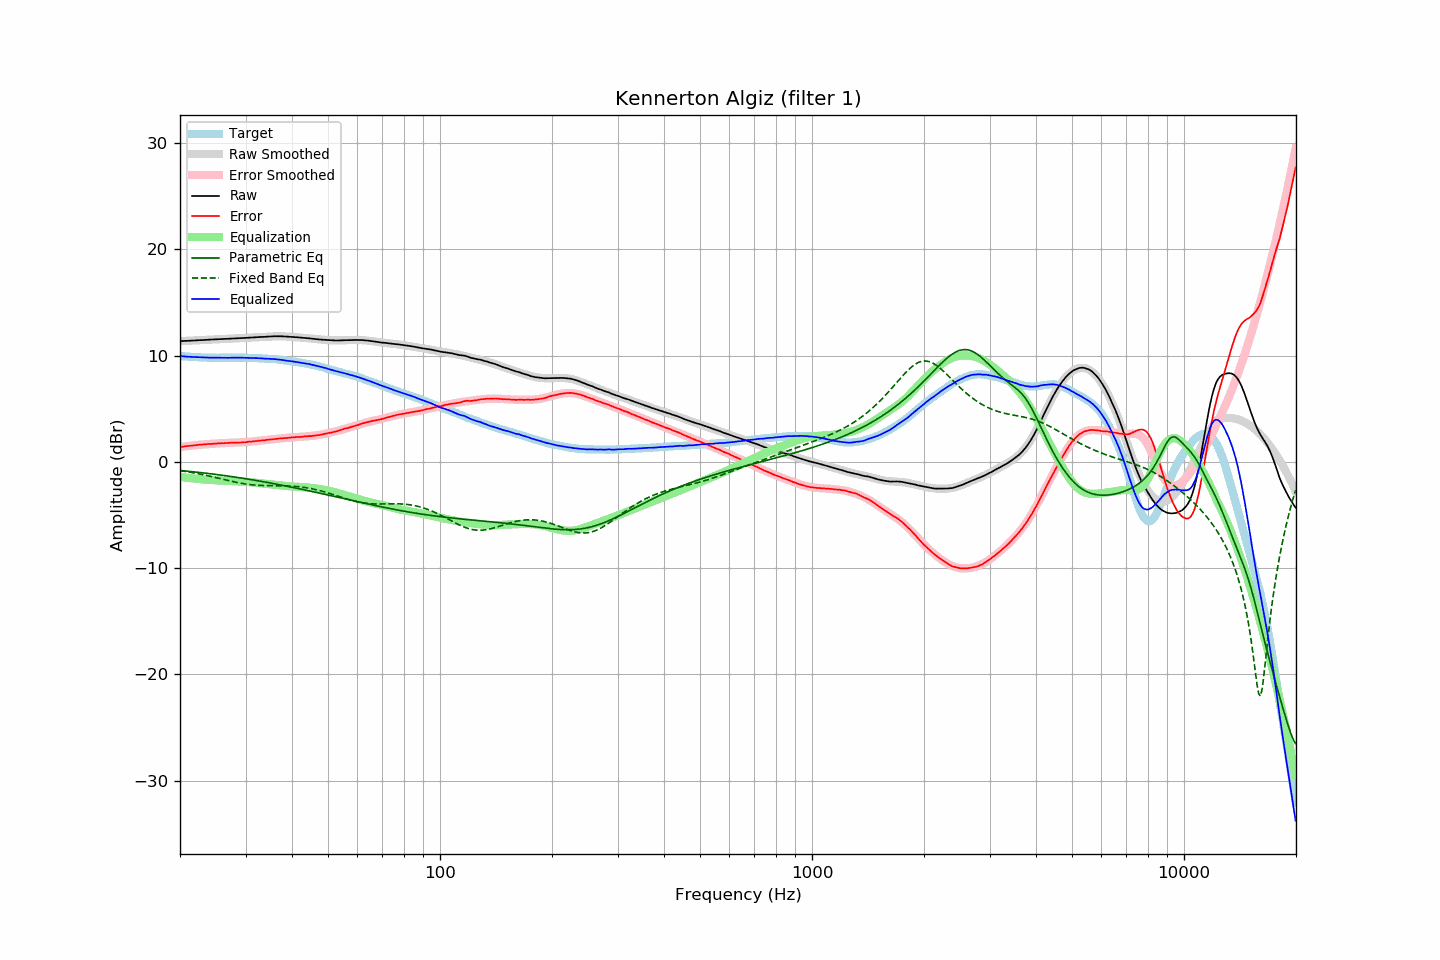 Kennerton Algiz (filter 1)
Target
Raw Smoothed
Error Smoothed
Raw
Error
Equalization
Parametric Eq
Fixed Band Eq
Equalized
30
20
10
0
−10
−20
−30
Amplitude (dBr)
100 1000 10000
Frequency (Hz)